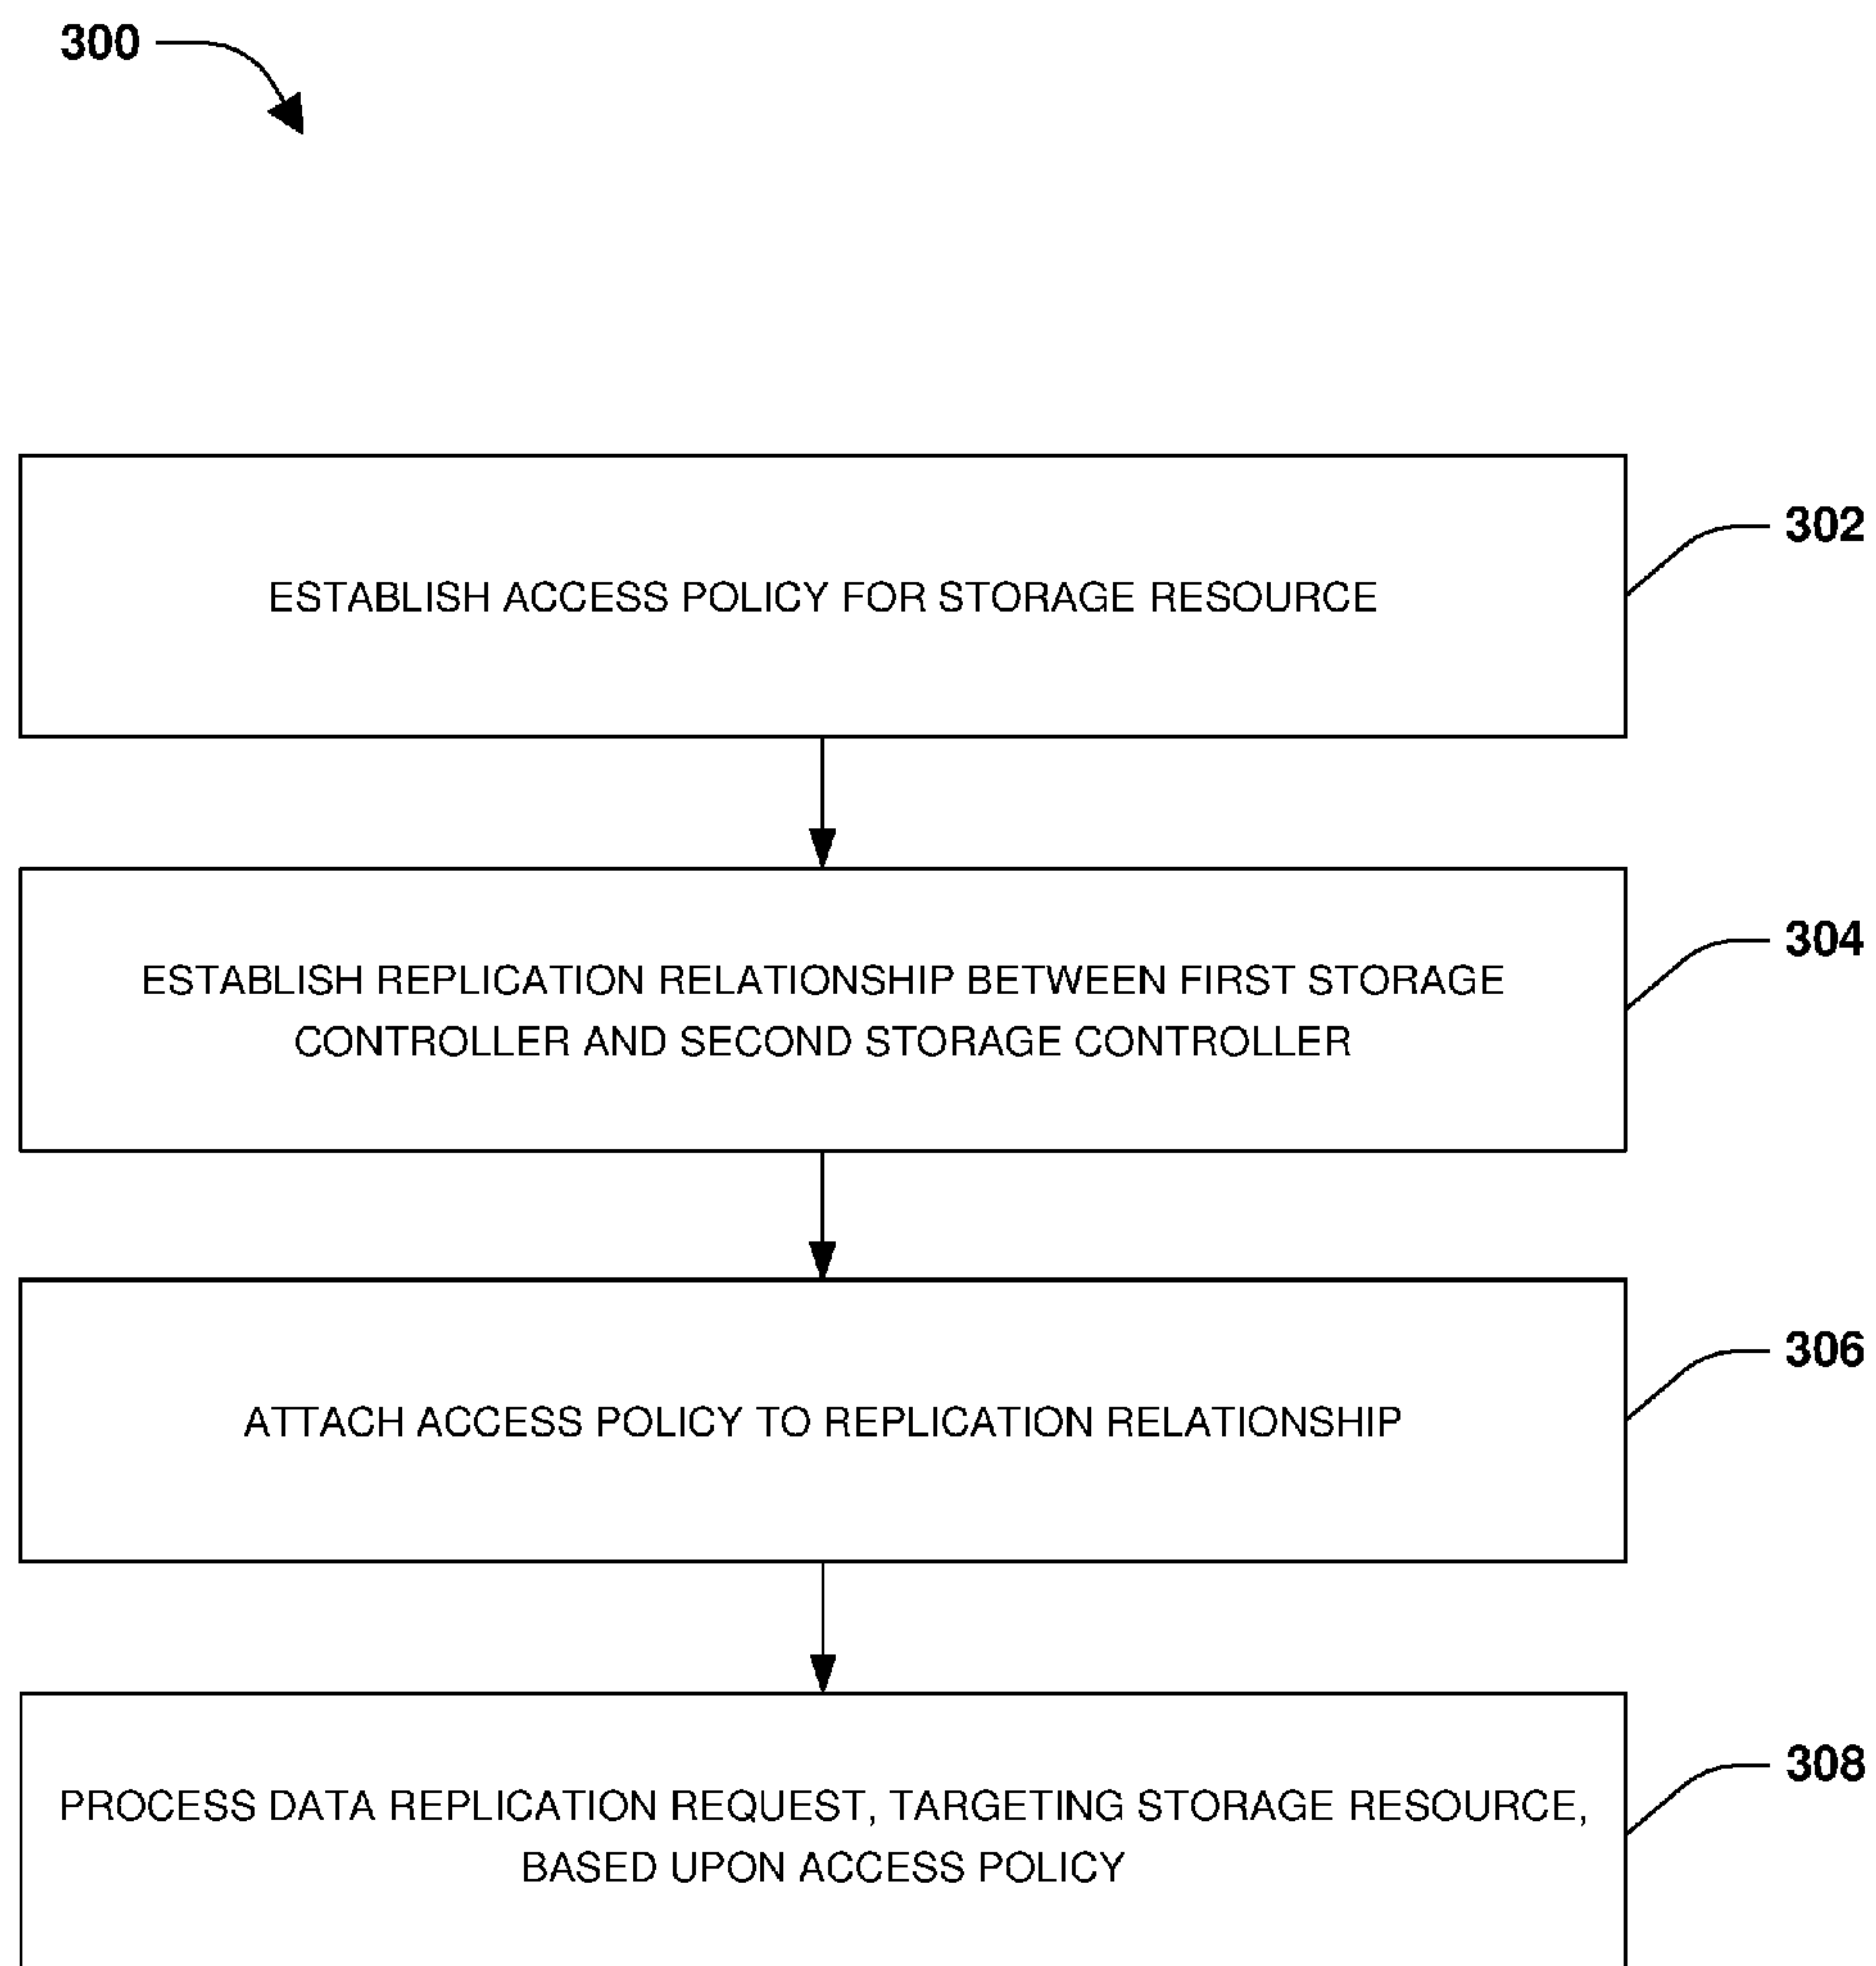 300
ESTABLISH ACCESS POLICY FOR STORAGE RESOURCE
302
ESTABLISH REPLICATION RELATIONSHIP BETWEEN FIRST STORAGE
CONTROLLER AND SECOND STORAGE CONTROLLER
304
ATTACH ACCESS POLICY TO REPLICATION RELATIONSHIP
306
PROCESS DATA REPLICATION REQUEST, TARGETING STORAGE RESOURCE,
BASED UPON ACCESS POLICY
308